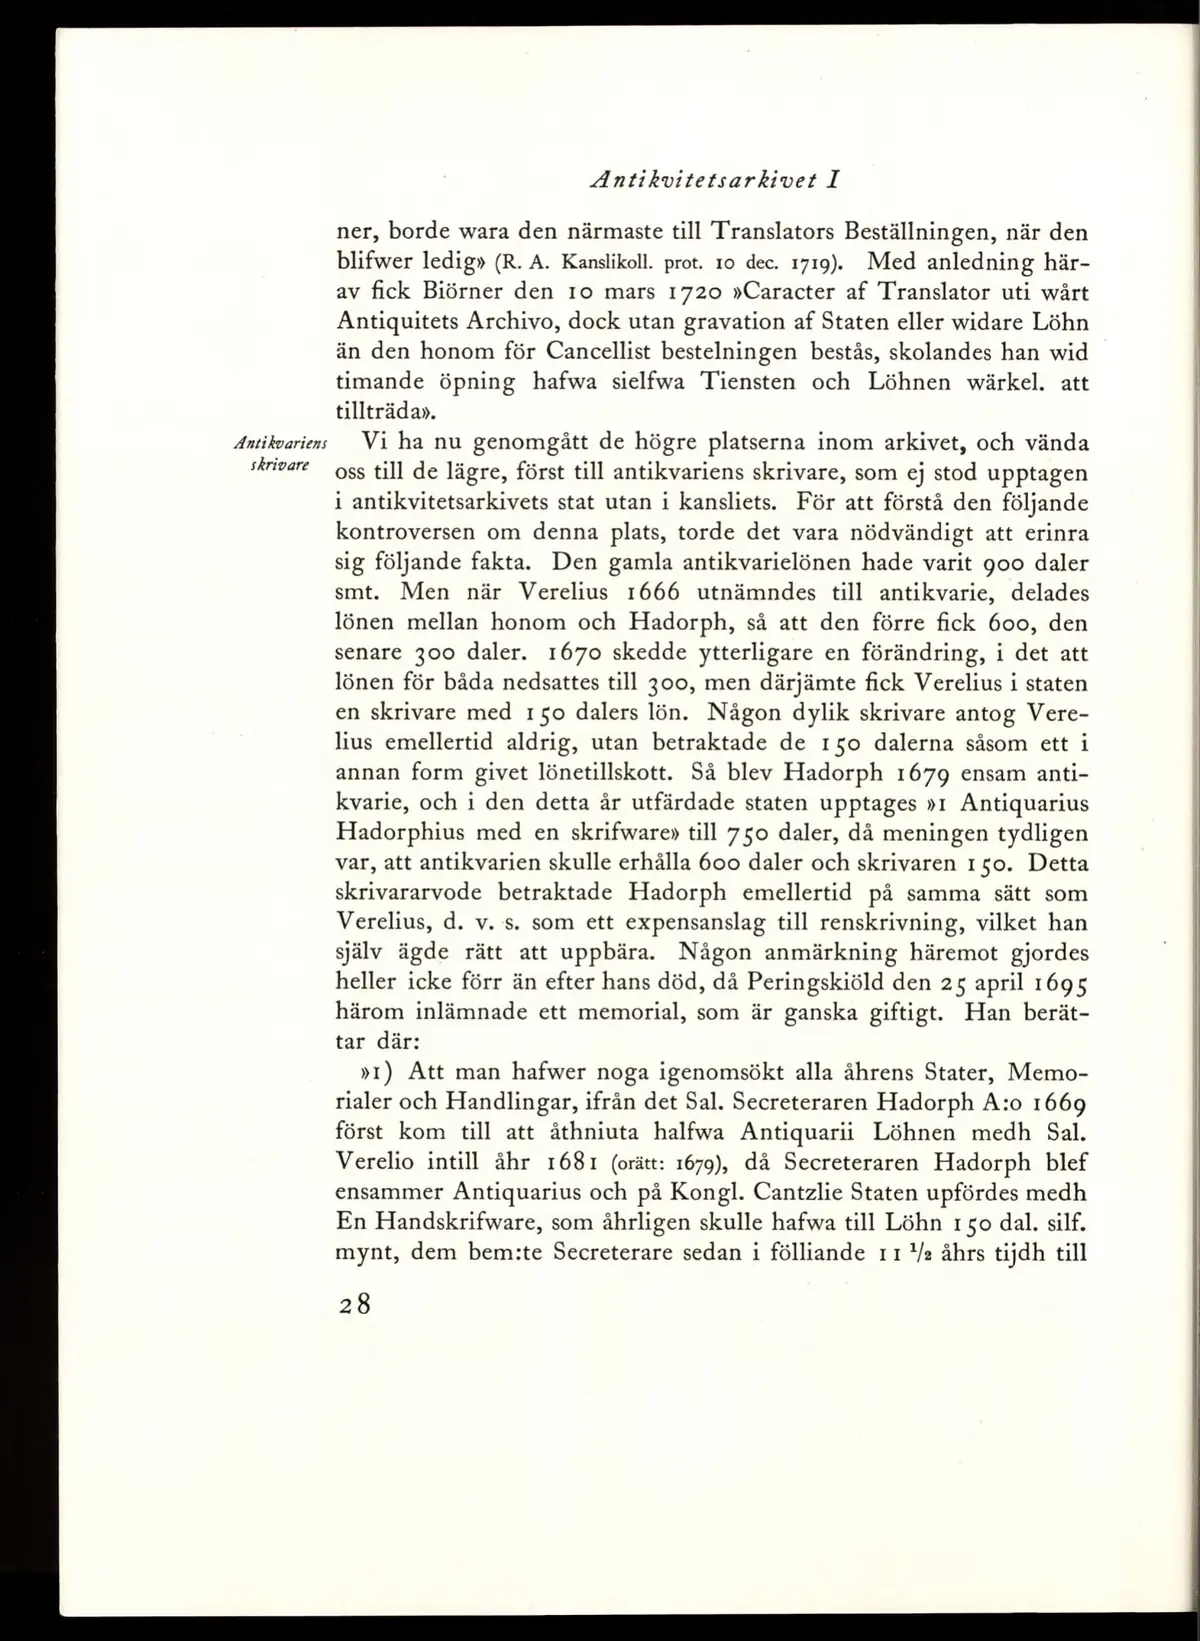 Antikvitetsarkivet I
ner, borde wara den närmaste till Translators Beställningen, när den
blifwer ledig» (R. A. Kanslikoll. prot. 10 dec. 1719). Med anledning här-
av fick Biörner den 10 mars 1720 »Caracter af Translator uti wårt
Antiquitets Archivo, dock utan gravation af Staten eller widare Löhn
än den honom för Cancellist bestelningen bestås, skolandes han wid
timande öpning hafwa sielfwa Tiensten och Löhnen wärkel. att
tillträda».
Antikvariens
skrivare
Vi ha nu genomgått de högre platserna inom arkivet, och vända
oss till de lägre, först till antikvariens skrivare, som ej stod upptagen
i antikvitetsarkivets stat utan i kansliets. För att förstå den följande
kontroversen om denna plats, torde det vara nödvändigt att erinra
sig följande fakta. Den gamla antikvarielönen hade varit 900 daler
smt. Men när Verelius 1666 utnämndes till antikvarie, delades
lönen mellan honom och Hadorph, så att den förre fick 600, den
senare 300 daler. 1670 skedde ytterligare en förändring, i det att
lönen för båda nedsattes till 300, men därjämte fick Verelius i staten
en skrivare med 150 dalers lön. Någon dylik skrivare antog Vere-
lius emellertid aldrig, utan betraktade de 150 dalerna såsom ett i
annan form givet lönetillskott. Så blev Hadorph 1679 ensam anti-
kvarie, och i den detta år utfärdade staten upptages »1 Antiquarius
Hadorphius med en skrifware» till 750 daler, då meningen tydligen
var, att antikvarien skulle erhålla 600 daler och skrivaren 150. Detta
skrivararvode betraktade Hadorph emellertid på samma sätt som
Verelius, d. v. s. som ett expensanslag till renskrivning, vilket han
själv ägde rätt att uppbära. Någon anmärkning häremot gjordes
heller icke förr än efter hans död, då Peringskiöld den 25 april 1695
härom inlämnade ett memorial, som är ganska giftigt. Han berät-
tar där:
»1) Att man hafwer noga igenomsökt alla åhrens Stater, Memo-
rialer och Handlingar, ifrån det Sal. Secreteraren Hadorph A:o 1669
först kom till att åthniuta halfwa Antiquarii Löhnen medh Sal.
Verelio intill åhr 1681 (orätt: 1679), då Secreteraren Hadorph blef
ensammer Antiquarius och på Kongl. Cantzlie Staten upfördes medh
En Handskrifware, som åhrligen skulle hafwa till Löhn 150 dal. silf.
mynt, dem bem:te Secreterare sedan i fölliande 11 1/2 åhrs tijdh till
28